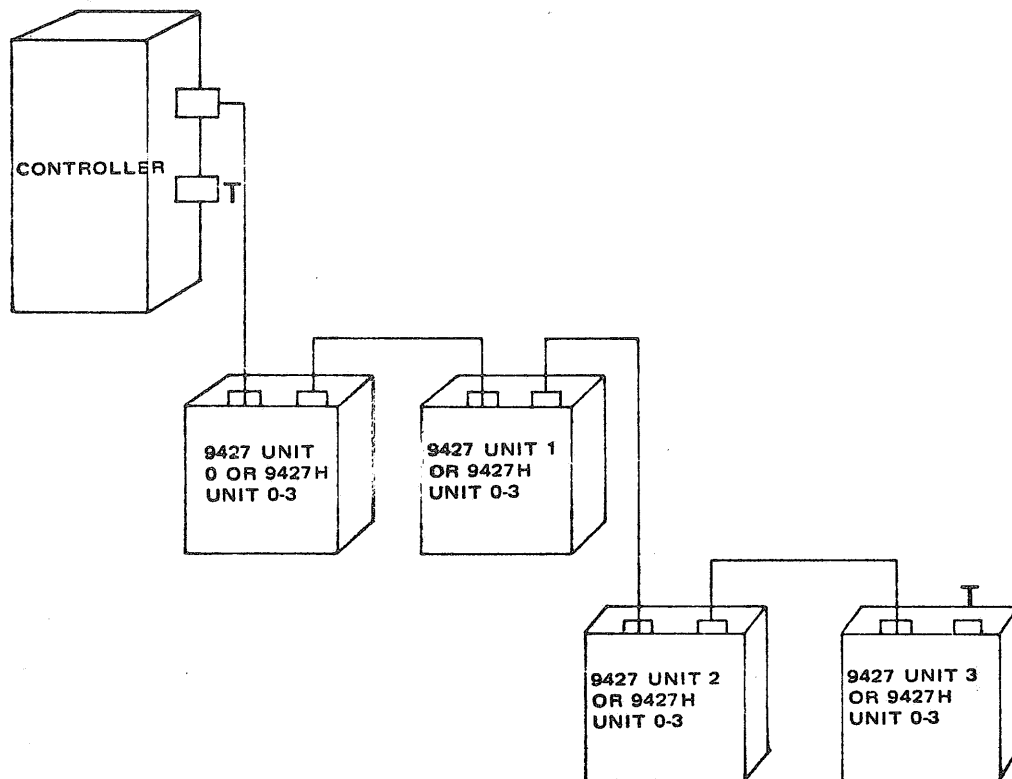 CONTROLLER
T
9427 UNIT
0 OR 9427H
UNIT 0-3
9427 UNIT 1
OR 9427H
UNIT 0-3
T
9427 UNIT 2
OR 9427H
UNIT 0-3
9427 UNIT 3
OR 9427H
UNIT 0-3